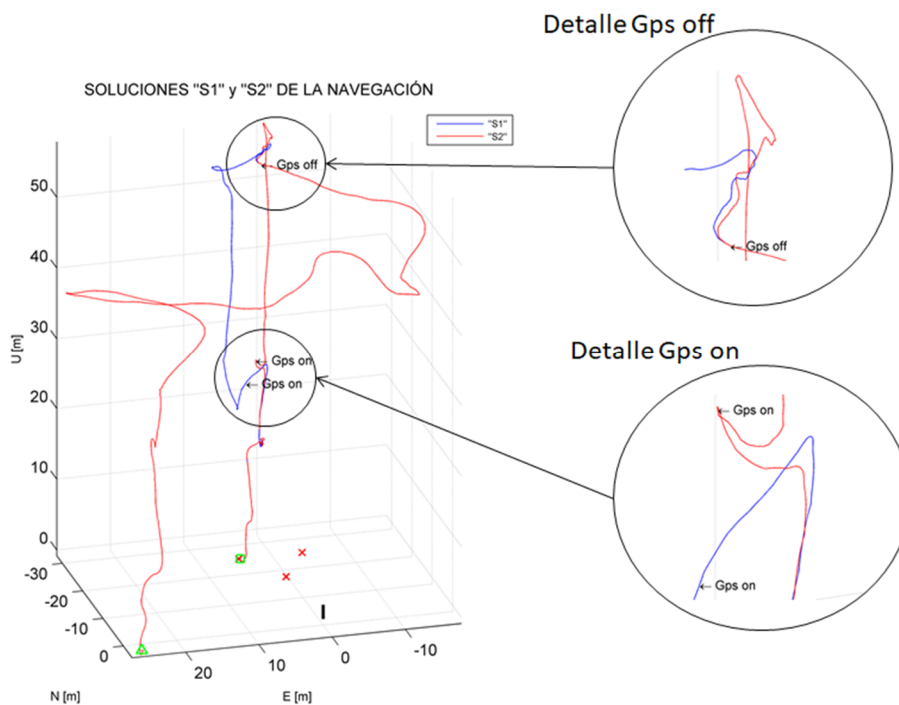 Detalle Gps off
SOLUCIONES "S1" y "S2" DE LA NAVEGACIÓN
"S1"
"S2"
Gps off
Gps off
Detalle Gps on
Gps on
Gps on
Gps on
Gps on
U [m]
50
40
30
20
10
0
-30
-20
-10
0
N [m]
20
10
0
-10
E [m]
I